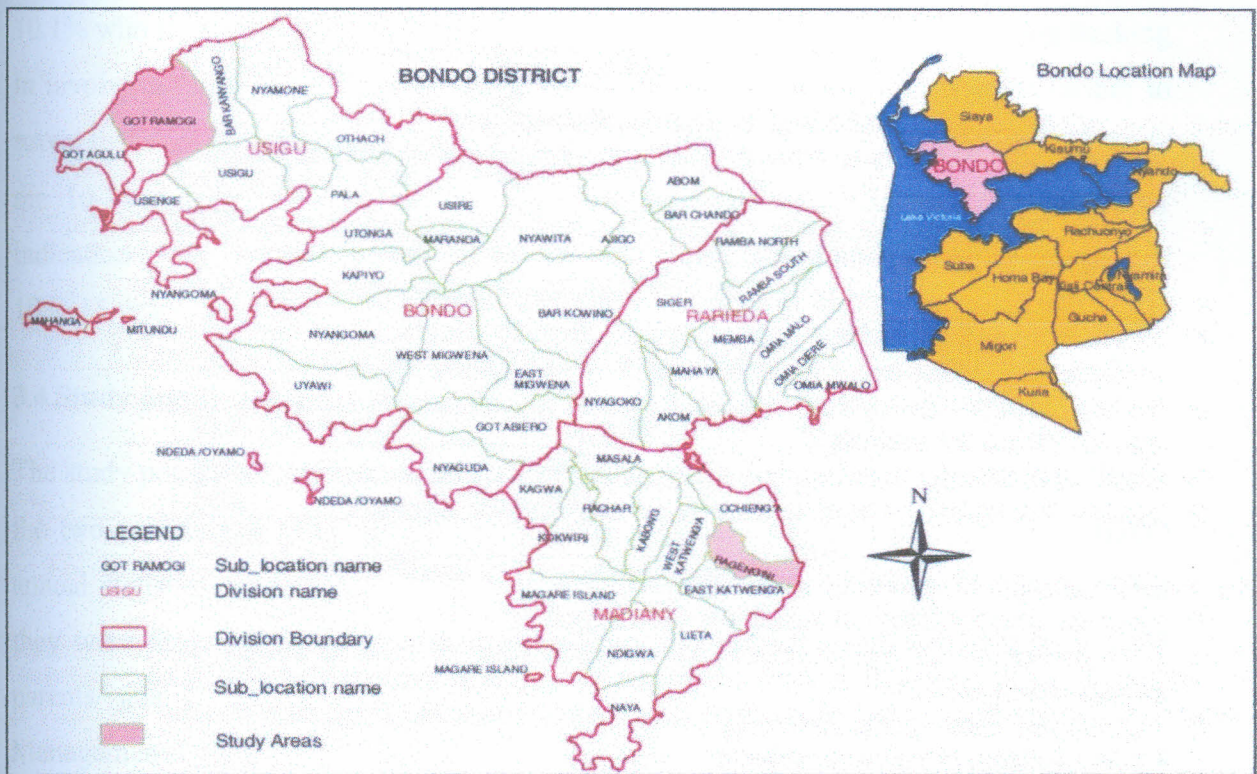 BONDO DISTRICT
Bondo Location Map
GOT RAMOGI
BAR KARYANGO
NYAMONE
OTHACH
GOT AGULU
USIGU
USIGU
USENGE
PALA
USIRE
ABOM
BAR CHANDO
UTONGA
MARANDA
NYAWITA
AJIGO
RAMBA NORTH
KAPIYO
RAMBA SOUTH
NYANGOMA
MAHANGA
MITUNDU
BONDO
SIGER
RARIEDA
NYANGOMA
BAR KOWINO
MEMBA
OMIA MALO
WEST MIGWENA
OMIA DIERE
UYAWI
EAST
MIGWENA
MAHAYA
OMIA MWALO
NYAGOKO
AKOM
GOT ABIERO
NDEDA /OYAMO
NYAGUDA
MASALA
NDEDA /OYAMO
KAGWA
RACHAR
OCHIENG'A
KOKWIRI
KABONG
WEST
KATWENG'A
RAGENGNI
MAGARE ISLAND
EAST KATWENG'A
MADIANY
LIETA
NDIGWA
MAGARE ISLAND
NAYA
Siaya
Kisumu
BONDO
Nyando
Lake Victoria
Rachuonyo
Suba
Homa Bay
Nyamira
Gucha
Migori
Kuria
N
LEGEND
GOT RAMOGI Sub_location name
USIGU Division name
Division Boundary
Sub_location name
Study Areas